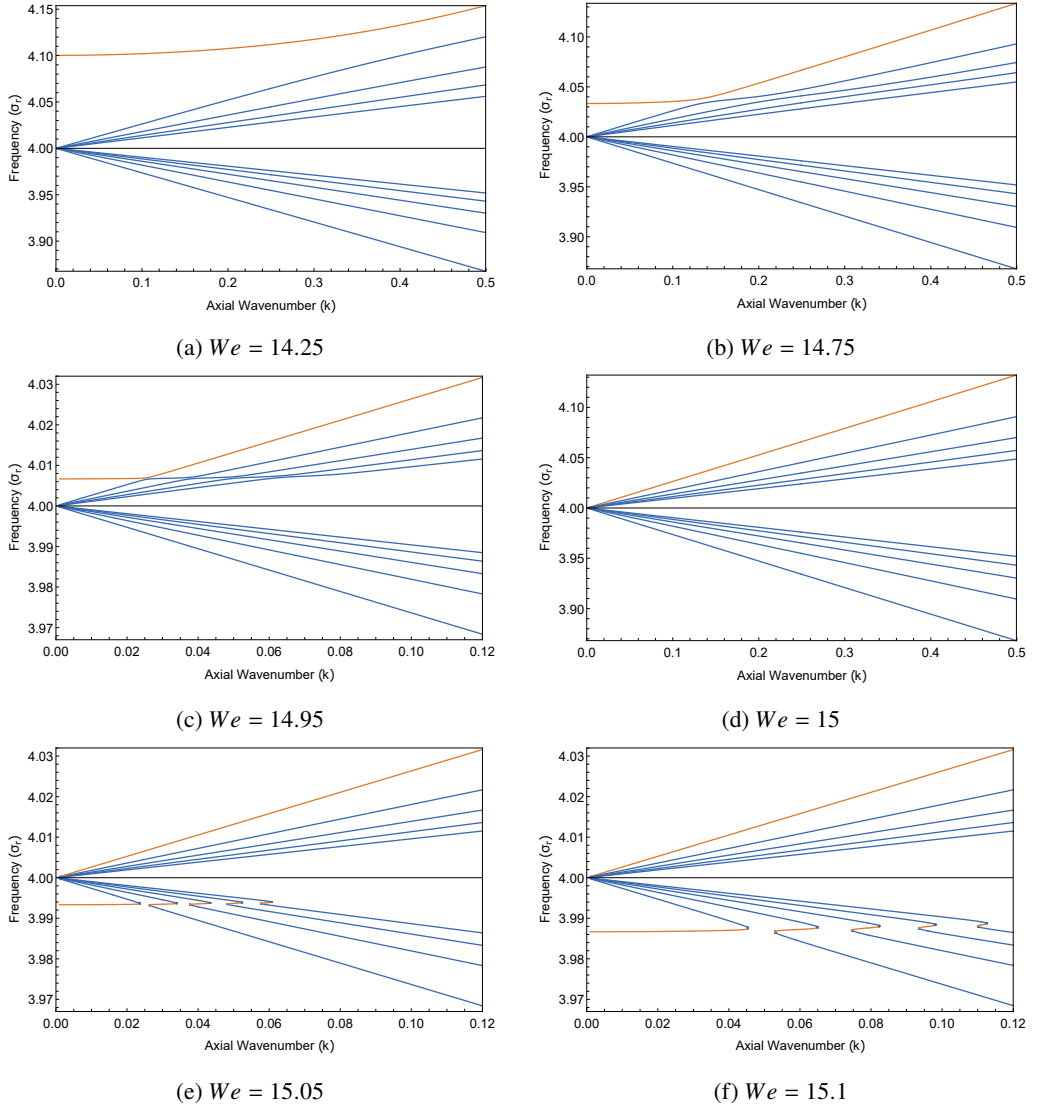 4.15
4.10
4.05
4.00
3.95
3.90
Frequency (σr)
0.0 0.1 0.2 0.3 0.4 0.5
Axial Wavenumber (k)
(a) We = 14.25
4.10
4.05
4.00
3.95
3.90
Frequency (σr)
0.0 0.1 0.2 0.3 0.4 0.5
Axial Wavenumber (k)
(b) We = 14.75
4.03
4.02
4.01
4.00
3.99
3.98
3.97
Frequency (σr)
0.00 0.02 0.04 0.06 0.08 0.10 0.12
Axial Wavenumber (k)
(c) We = 14.95
4.10
4.05
4.00
3.95
3.90
Frequency (σr)
0.0 0.1 0.2 0.3 0.4 0.5
Axial Wavenumber (k)
(d) We = 15
4.03
4.02
4.01
4.00
3.99
3.98
3.97
Frequency (σr)
0.00 0.02 0.04 0.06 0.08 0.10 0.12
Axial Wavenumber (k)
(e) We = 15.05
4.03
4.02
4.01
4.00
3.99
3.98
3.97
Frequency (σr)
0.00 0.02 0.04 0.06 0.08 0.10 0.12
Axial Wavenumber (k)
(f) We = 15.1